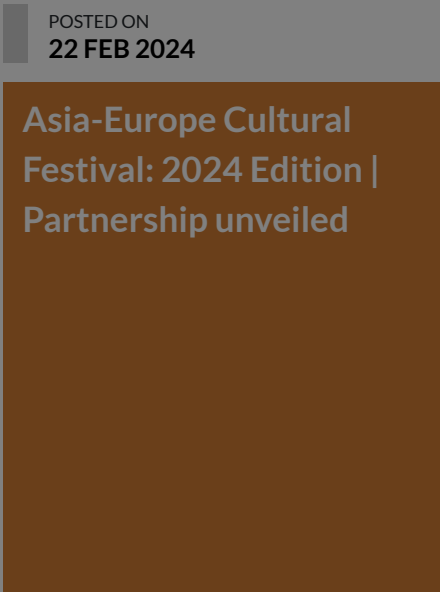 POSTED ON
22 FEB 2024
Asia-Europe Cultural
Festival: 2024 Edition |
Partnership unveiled